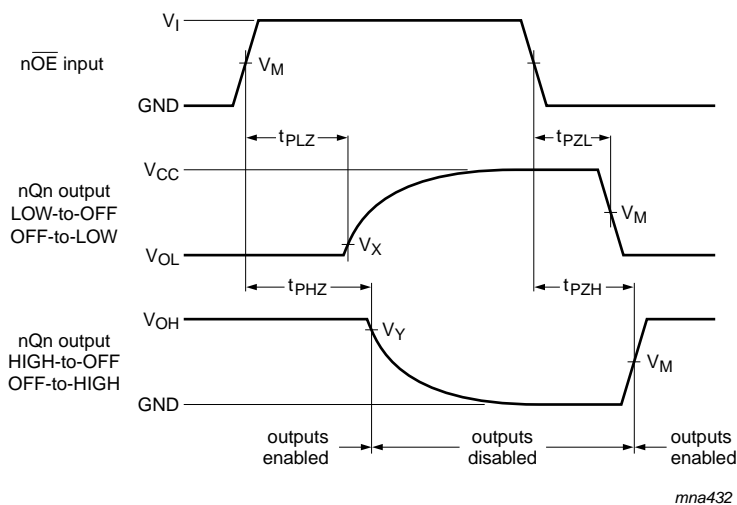 V_I
nOE input
V_M
GND
t_PLZ
t_PZL
V_CC
nQn output
LOW-to-OFF
OFF-to-LOW
V_M
V_X
V_OL
t_PHZ
t_PZH
V_OH
nQn output
HIGH-to-OFF
OFF-to-HIGH
V_Y
V_M
GND
outputs
enabled
outputs
disabled
outputs
enabled
mna432